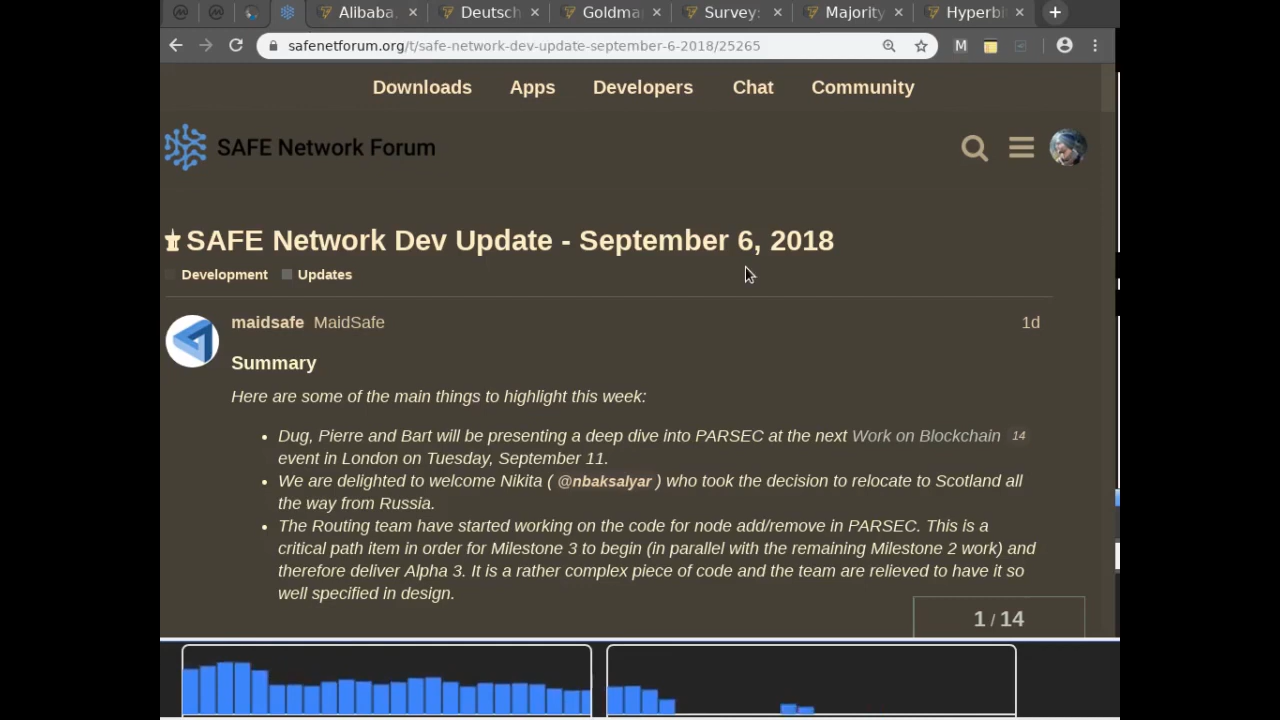 Alibaba,
Deutsch
Goldma
Survey:
Majority
Hyperbi
safenetforum.org/t/safe-network-dev-update-september-6-2018/25265
M
Downloads Apps Developers Chat Community
SAFE Network Forum
SAFE Network Dev Update - September 6, 2018
Development Updates
maidsafe MaidSafe 1d
Summary
Here are some of the main things to highlight this week:
Dug, Pierre and Bart will be presenting a deep dive into PARSEC at the next Work on Blockchain 14
event in London on Tuesday, September 11.
We are delighted to welcome Nikita ( @nbaksalyar ) who took the decision to relocate to Scotland all
the way from Russia.
The Routing team have started working on the code for node add/remove in PARSEC. This is a
critical path item in order for Milestone 3 to begin (in parallel with the remaining Milestone 2 work) and
therefore deliver Alpha 3. It is a rather complex piece of code and the team are relieved to have it so
well specified in design.
1 / 14